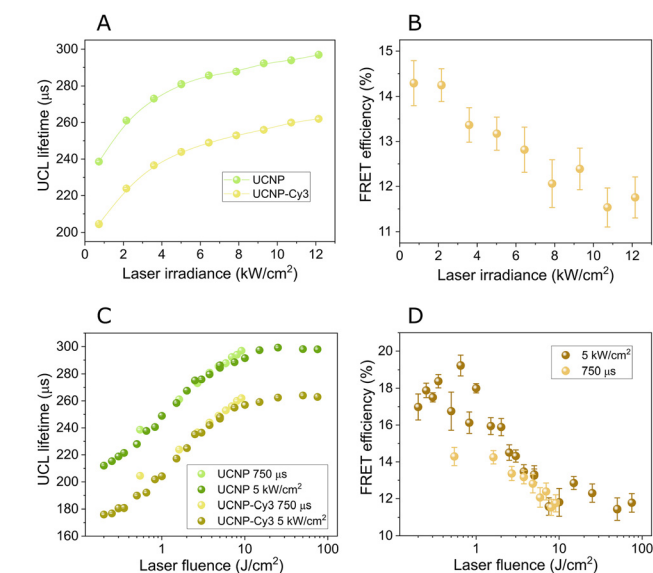 A
300
280
260
240
220
200
UCL lifetime (μs)
UCNP
UCNP-Cy3
0 2 4 6 8 10 12
Laser irradiance (kW/cm²)
B
15
14
13
12
11
FRET efficiency (%)
0 2 4 6 8 10 12
Laser irradiance (kW/cm²)
C
300
280
260
240
220
200
180
160
UCL lifetime (μs)
UCNP 750 μs
UCNP 5 kW/cm²
UCNP-Cy3 750 μs
UCNP-Cy3 5 kW/cm²
1 10 100
Laser fluence (J/cm²)
D
20
18
16
14
12
10
FRET efficiency (%)
5 kW/cm²
750 μs
1 10 100
Laser fluence (J/cm²)